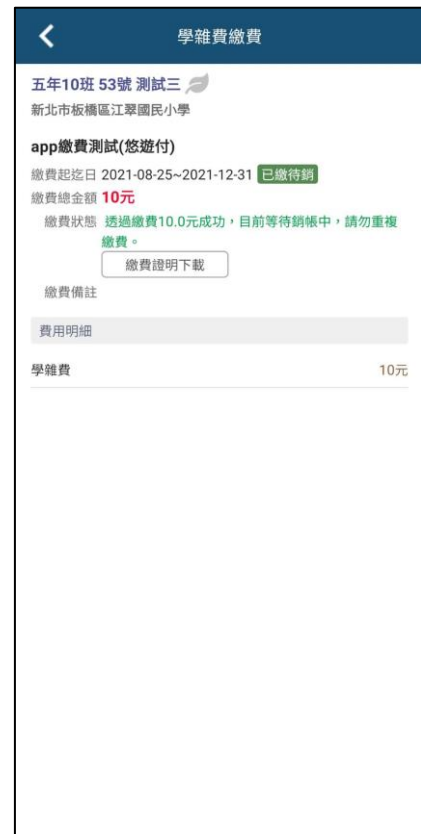 學雜費繳費
五年10班 53號 測試三
新北市板橋區江翠國民小學
app繳費測試(悠遊付)
繳費起迄日 2021-08-25~2021-12-31 已繳待銷
繳費總金額 10元
繳費狀態 透過繳費10.0元成功，目前等待銷帳中，請勿重複
繳費。
繳費證明下載
繳費備註
費用明細
學雜費 10元